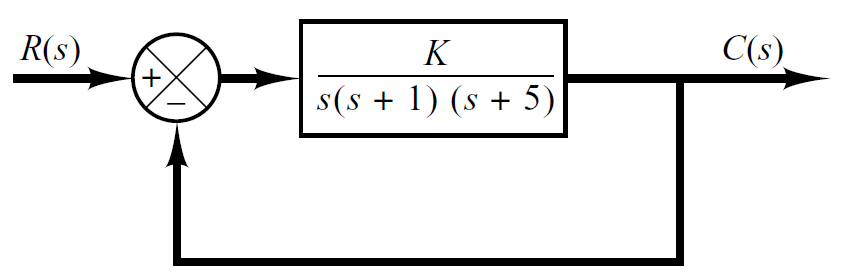 R(s)
+
−
K
s(s + 1) (s + 5)
C(s)